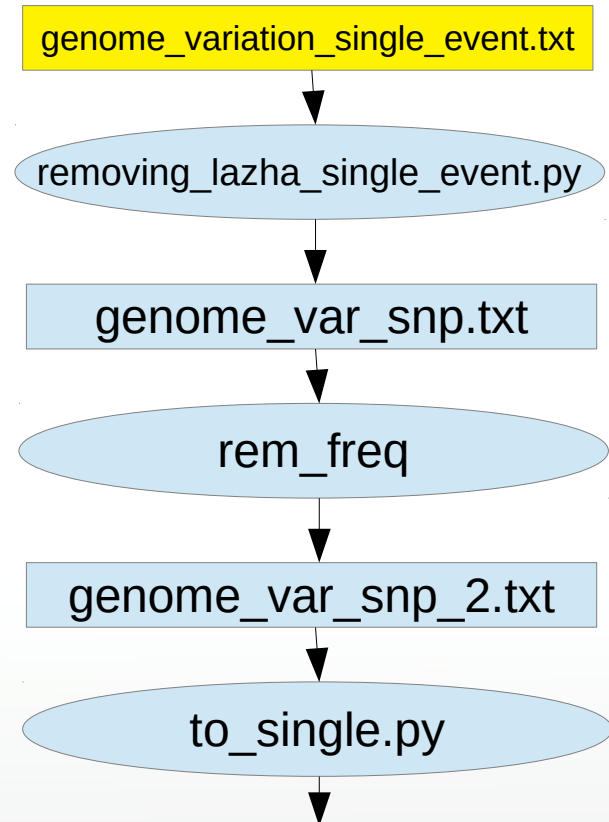 genome_variation_single_event.txt
removing_lazha_single_event.py
genome_var_snp.txt
rem_freq
genome_var_snp_2.txt
to_single.py